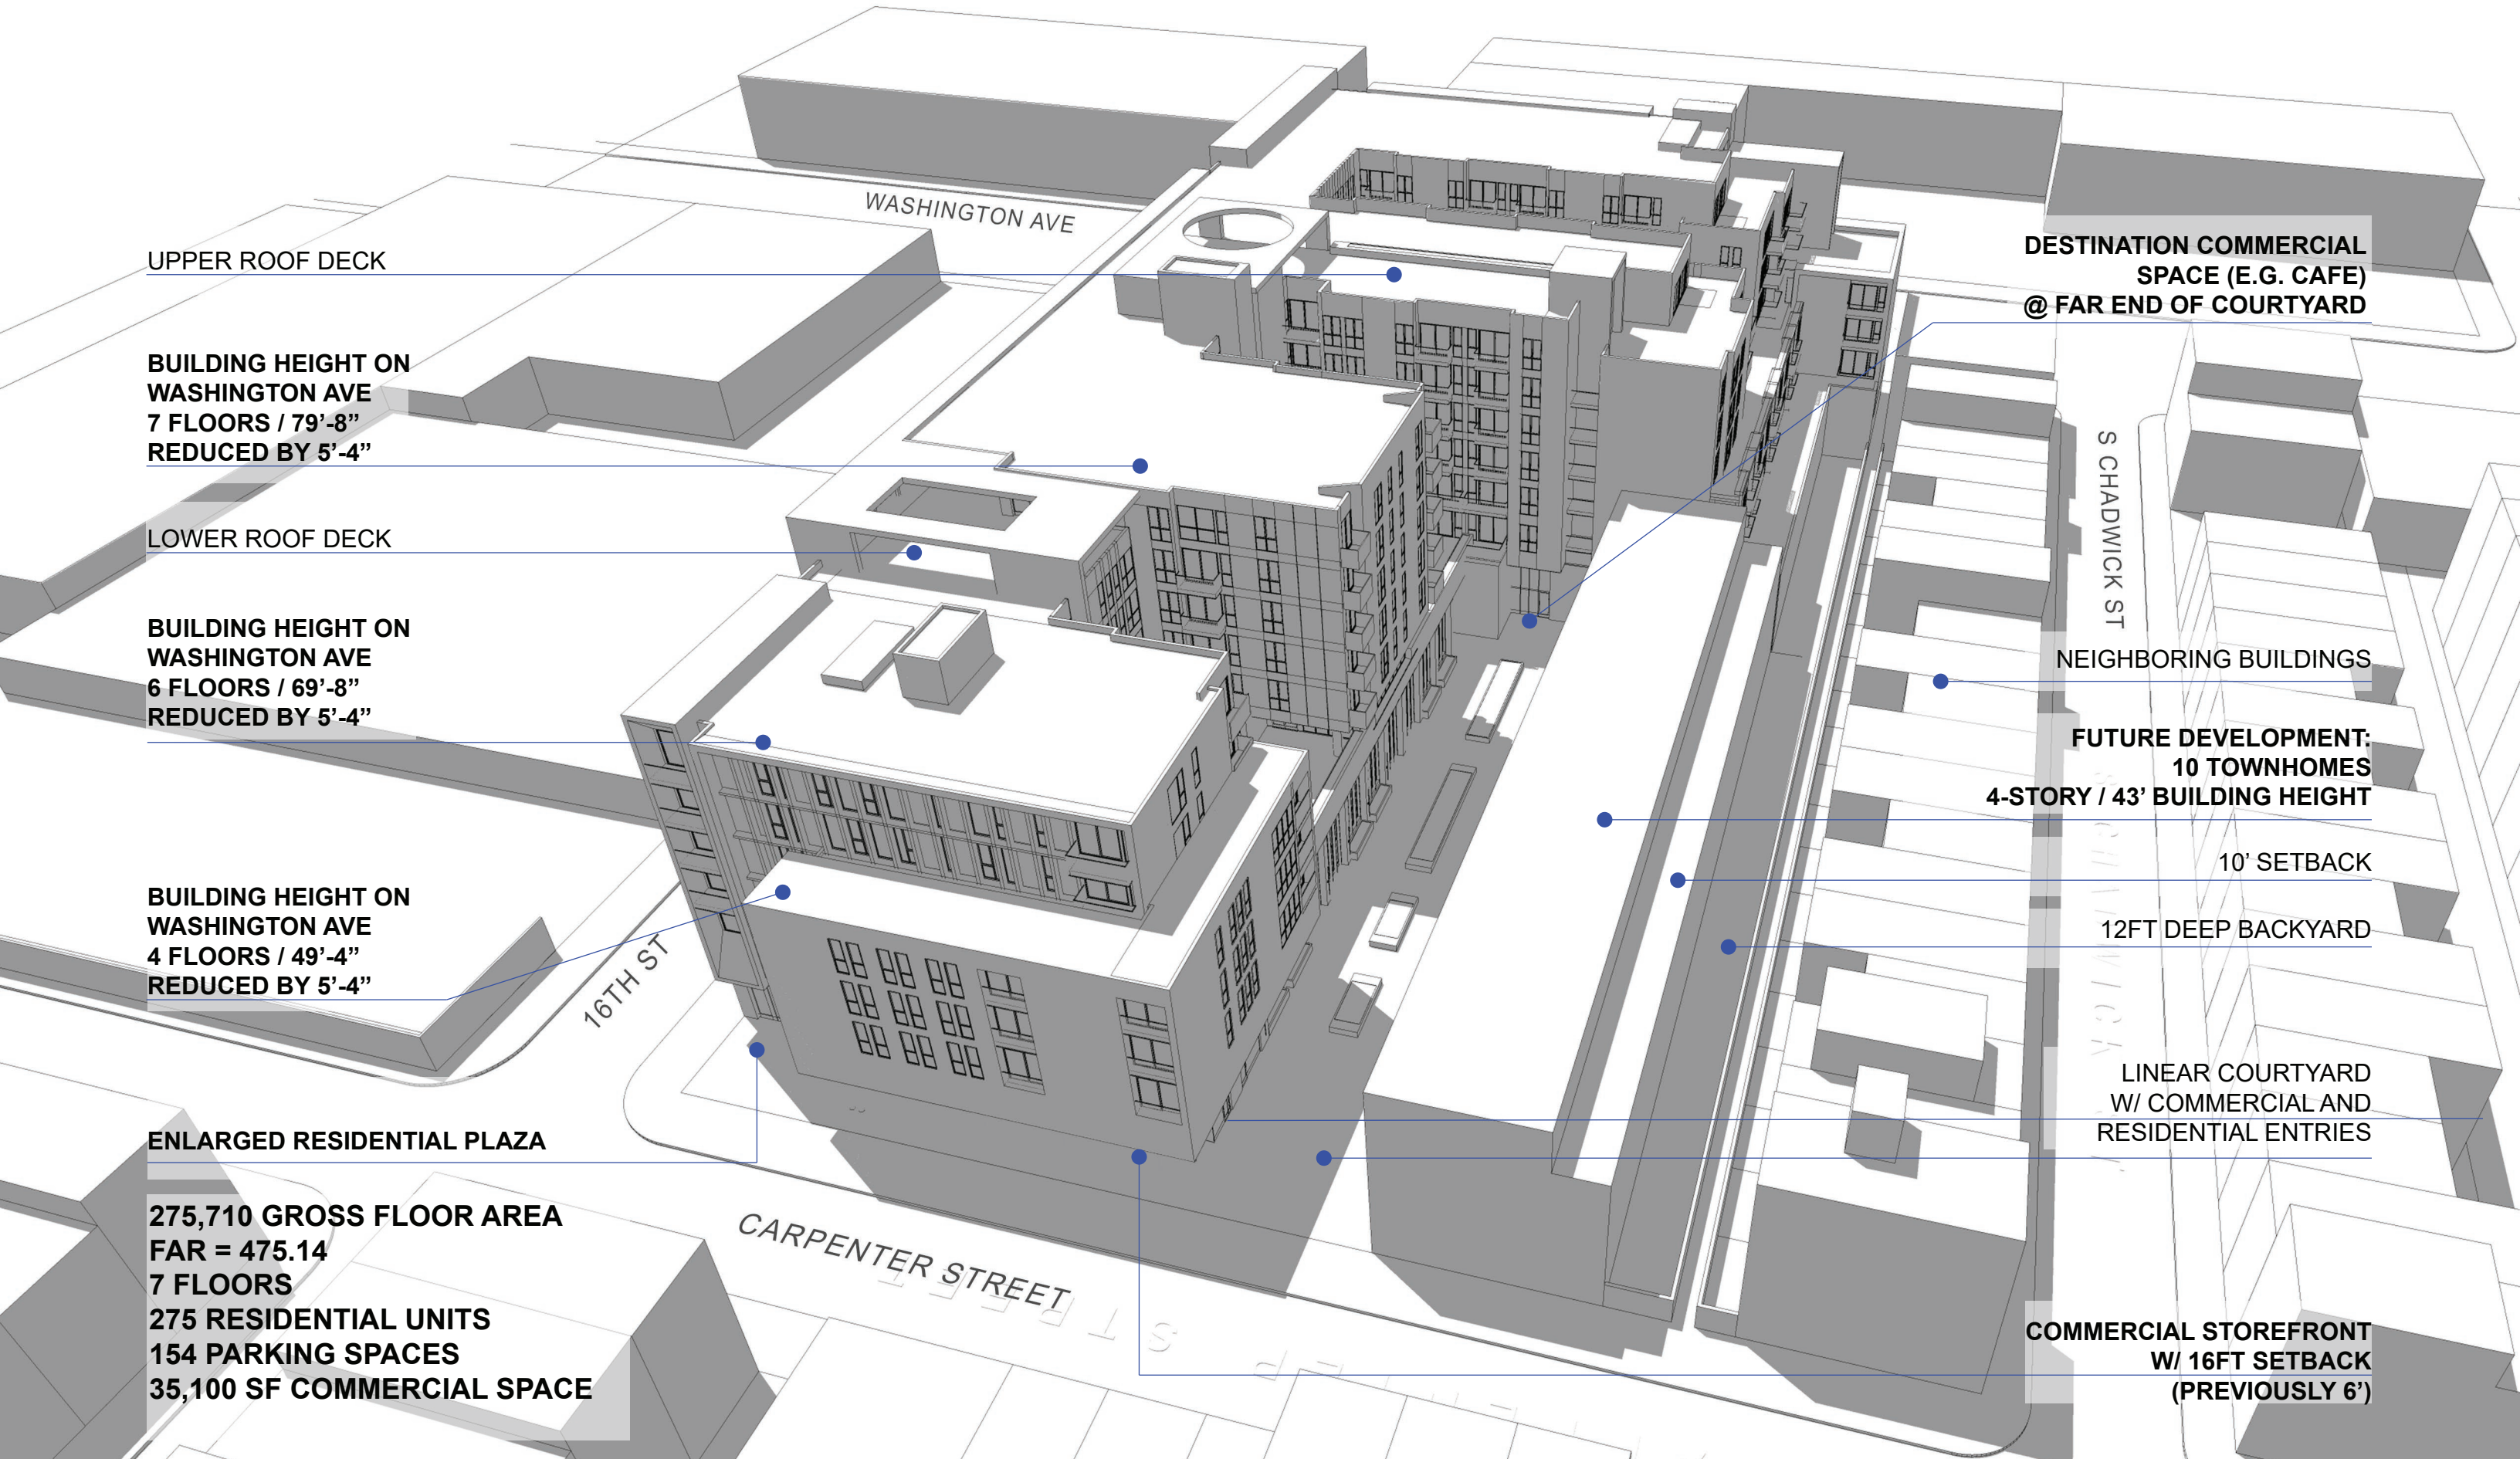 WASHINGTON AVE
UPPER ROOF DECK
BUILDING HEIGHT ON
WASHINGTON AVE
7 FLOORS / 79’-8”
REDUCED BY 5’-4”
LOWER ROOF DECK
BUILDING HEIGHT ON
WASHINGTON AVE
6 FLOORS / 69’-8”
REDUCED BY 5’-4”
BUILDING HEIGHT ON
WASHINGTON AVE
4 FLOORS / 49’-4”
REDUCED BY 5’-4”
16TH ST
ENLARGED RESIDENTIAL PLAZA
275,710 GROSS FLOOR AREA
FAR = 475.14
7 FLOORS
275 RESIDENTIAL UNITS
154 PARKING SPACES
35,100 SF COMMERCIAL SPACE
CARPENTER STREET
DESTINATION COMMERCIAL
SPACE (E.G. CAFE)
@ FAR END OF COURTYARD
S CHADWICK ST
NEIGHBORING BUILDINGS
FUTURE DEVELOPMENT:
10 TOWNHOMES
4-STORY / 43’ BUILDING HEIGHT
10’ SETBACK
12FT DEEP BACKYARD
LINEAR COURTYARD
W/ COMMERCIAL AND
RESIDENTIAL ENTRIES
COMMERCIAL STOREFRONT
W/ 16FT SETBACK
(PREVIOUSLY 6’)